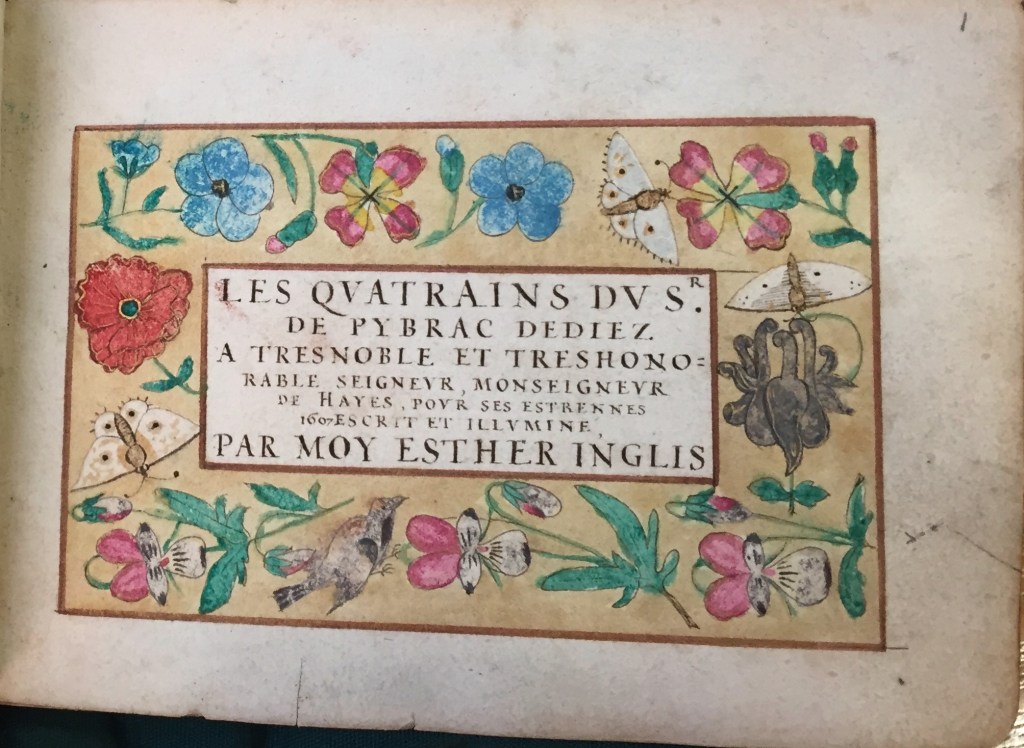 1
LES QVATRAINS DV S.R
DE PYBRAC DEDIEZ
A TRESNOBLE ET TRESHONO=
RABLE SEIGNEVR, MONSEIGNEVR
DE HAYES, POVR SES ESTRENNES
1607 ESCRIT ET ILLVMINE,
PAR MOY ESTHER INGLIS